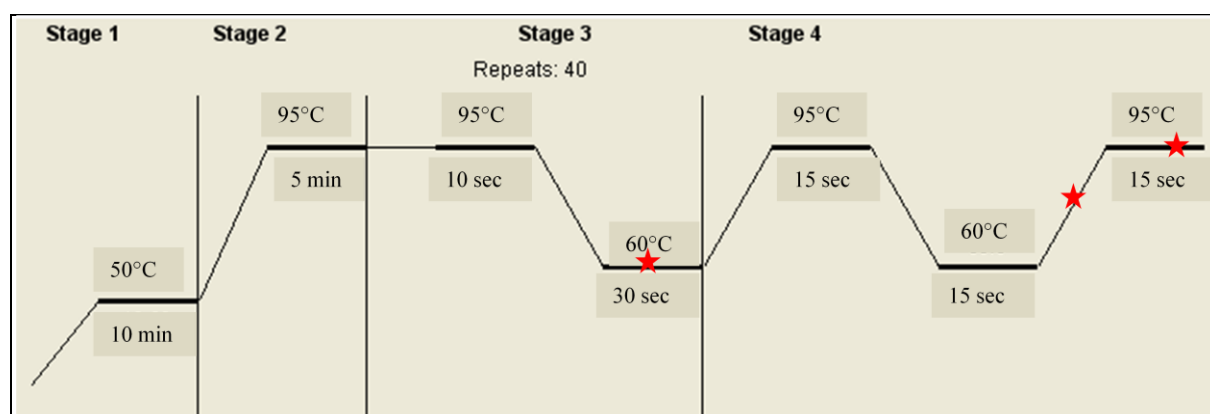 Stage 1
Stage 2
Stage 3
Stage 4
Repeats: 40
95°C
95°C
95°C
95°C
5 min
10 sec
15 sec
15 sec
60°C
60°C
50°C
30 sec
15 sec
10 min